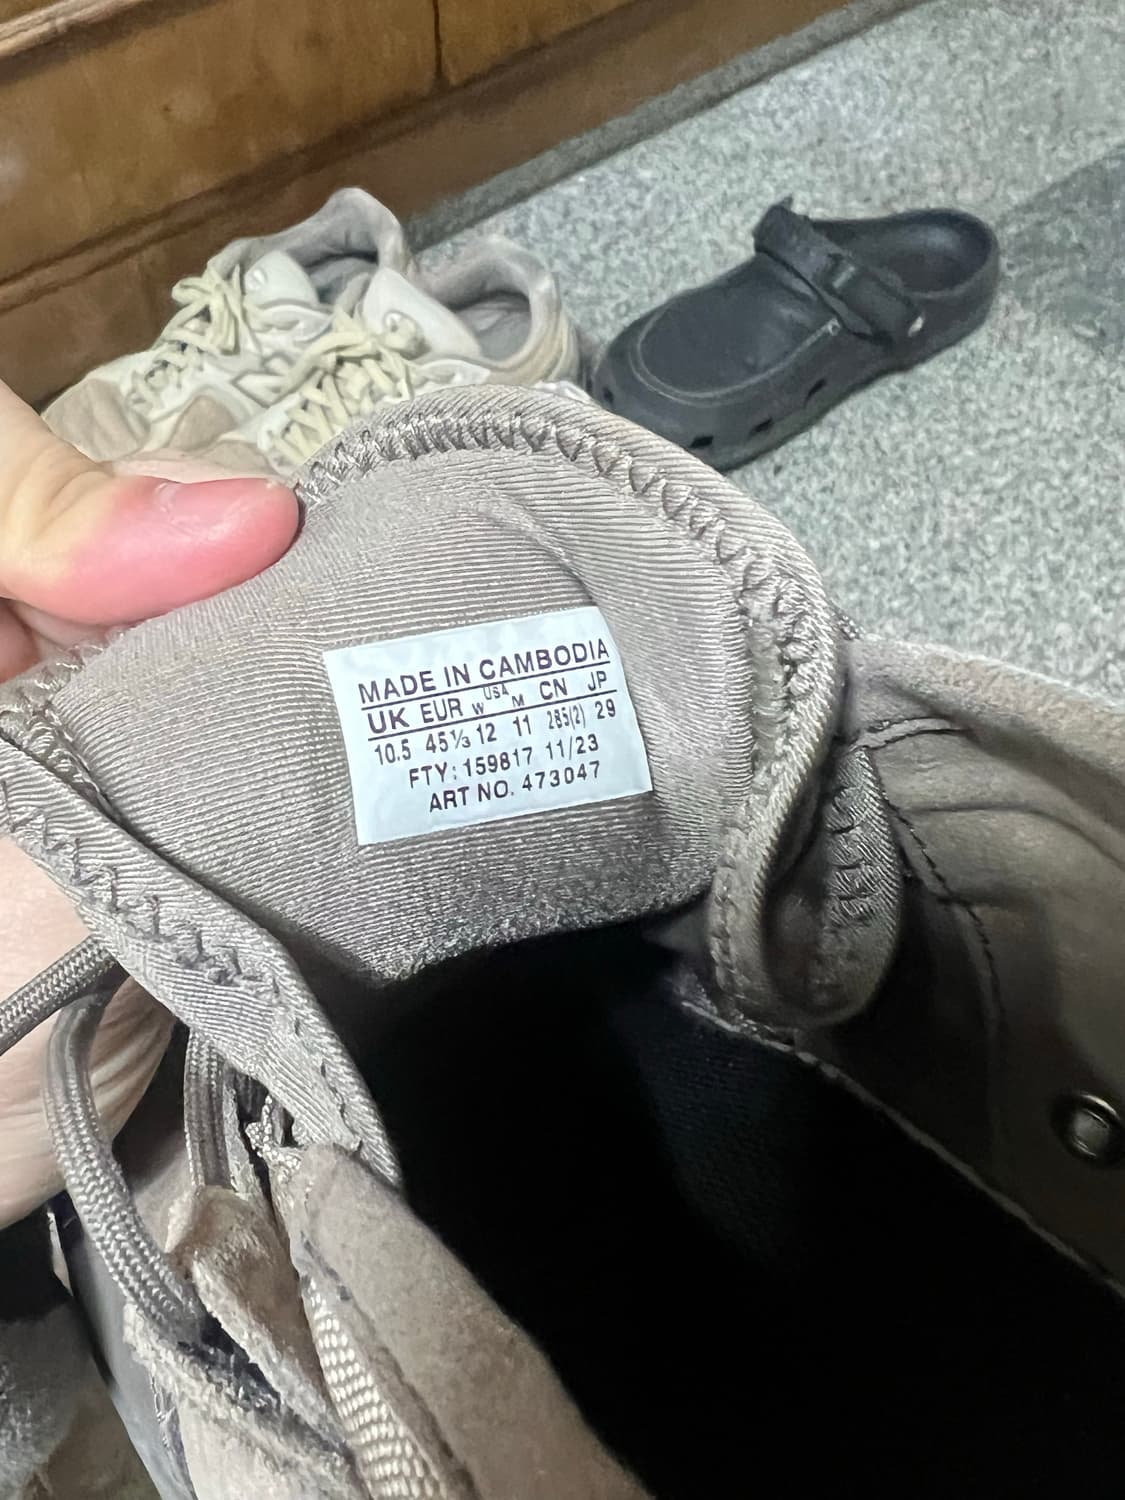 MADE IN CAMBODIA
UK EUR W USA M CN JP
10.5 45⅓ 12 11 285(2) 29
FTY: 159817 11/23
ART NO. 473047